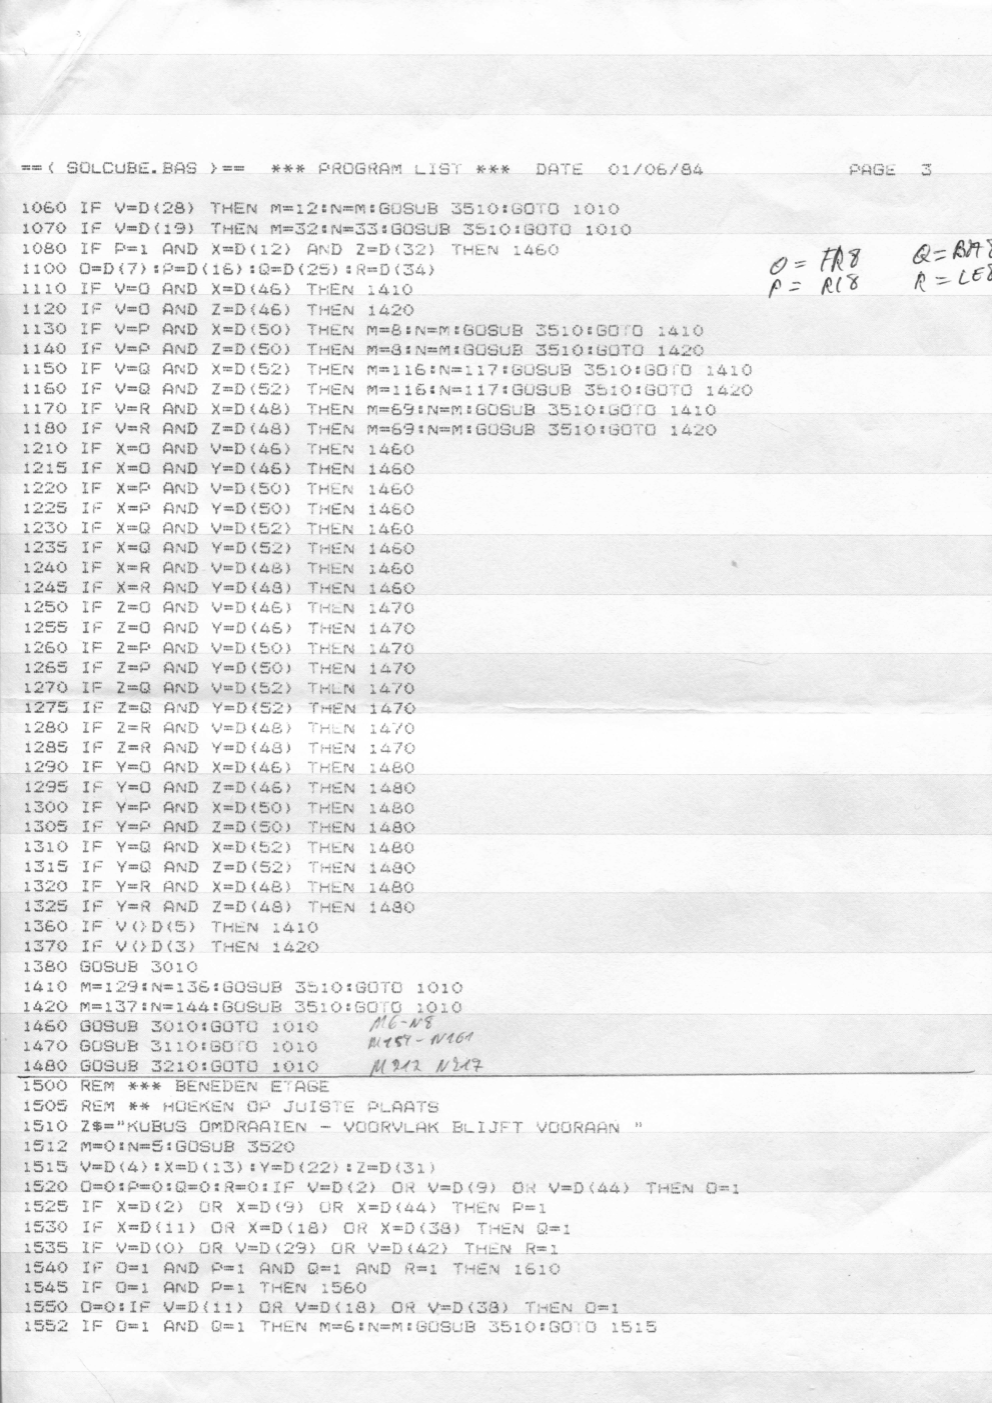 ==( SOLCUBE.BAS )== *** PROGRAM LIST *** DATE 01/06/84 PAGE 3
1060 IF V=D(28) THEN M=12:N=M:GOSUB 3510:GOTO 1010
1070 IF V=D(19) THEN M=32:N=33:GOSUB 3510:GOTO 1010
1080 IF P=1 AND X=D(12) AND Z=D(32) THEN 1460
1100 O=D(7):P=D(16):Q=D(25):R=D(34)
O = FR8 Q=BA8
P = RI8 R = LE8
1110 IF V=O AND X=D(46) THEN 1410
1120 IF V=O AND Z=D(46) THEN 1420
1130 IF V=P AND X=D(50) THEN M=8:N=M:GOSUB 3510:GOTO 1410
1140 IF V=P AND Z=D(50) THEN M=8:N=M:GOSUB 3510:GOTO 1420
1150 IF V=Q AND X=D(52) THEN M=116:N=117:GOSUB 3510:GOTO 1410
1160 IF V=Q AND Z=D(52) THEN M=116:N=117:GOSUB 3510:GOTO 1420
1170 IF V=R AND X=D(48) THEN M=69:N=M:GOSUB 3510:GOTO 1410
1180 IF V=R AND Z=D(48) THEN M=69:N=M:GOSUB 3510:GOTO 1420
1210 IF X=O AND V=D(46) THEN 1460
1215 IF X=O AND Y=D(46) THEN 1460
1220 IF X=P AND V=D(50) THEN 1460
1225 IF X=P AND Y=D(50) THEN 1460
1230 IF X=Q AND V=D(52) THEN 1460
1235 IF X=Q AND Y=D(52) THEN 1460
1240 IF X=R AND V=D(48) THEN 1460
1245 IF X=R AND Y=D(48) THEN 1460
1250 IF Z=O AND V=D(46) THEN 1470
1255 IF Z=O AND Y=D(46) THEN 1470
1260 IF Z=P AND V=D(50) THEN 1470
1265 IF Z=P AND Y=D(50) THEN 1470
1270 IF Z=Q AND V=D(52) THEN 1470
1275 IF Z=Q AND Y=D(52) THEN 1470
1280 IF Z=R AND V=D(48) THEN 1470
1285 IF Z=R AND Y=D(48) THEN 1470
1290 IF Y=O AND X=D(46) THEN 1480
1295 IF Y=O AND Z=D(46) THEN 1480
1300 IF Y=P AND X=D(50) THEN 1480
1305 IF Y=P AND Z=D(50) THEN 1480
1310 IF Y=Q AND X=D(52) THEN 1480
1315 IF Y=Q AND Z=D(52) THEN 1480
1320 IF Y=R AND X=D(48) THEN 1480
1325 IF Y=R AND Z=D(48) THEN 1480
1360 IF V<>D(5) THEN 1410
1370 IF V<>D(3) THEN 1420
1380 GOSUB 3010
1410 M=129:N=136:GOSUB 3510:GOTO 1010
1420 M=137:N=144:GOSUB 3510:GOTO 1010
1460 GOSUB 3010:GOTO 1010 M6-N8
1470 GOSUB 3110:GOTO 1010 M154-N161
1480 GOSUB 3210:GOTO 1010 M212 N217
1500 REM *** BENEDEN ETAGE
1505 REM ** HOEKEN OP JUISTE PLAATS
1510 Z$="KUBUS OMDRAAIEN - VOORVLAK BLIJFT VOORAAN "
1512 M=0:N=5:GOSUB 3520
1515 V=D(4):X=D(13):Y=D(22):Z=D(31)
1520 O=0:P=0:Q=0:R=0:IF V=D(2) OR V=D(9) OR V=D(44) THEN O=1
1525 IF X=D(2) OR X=D(9) OR X=D(44) THEN P=1
1530 IF X=D(11) OR X=D(18) OR X=D(38) THEN Q=1
1535 IF V=D(0) OR V=D(29) OR V=D(42) THEN R=1
1540 IF O=1 AND P=1 AND Q=1 AND R=1 THEN 1610
1545 IF O=1 AND P=1 THEN 1560
1550 O=0:IF V=D(11) OR V=D(18) OR V=D(38) THEN O=1
1552 IF O=1 AND Q=1 THEN M=6:N=M:GOSUB 3510:GOTO 1515